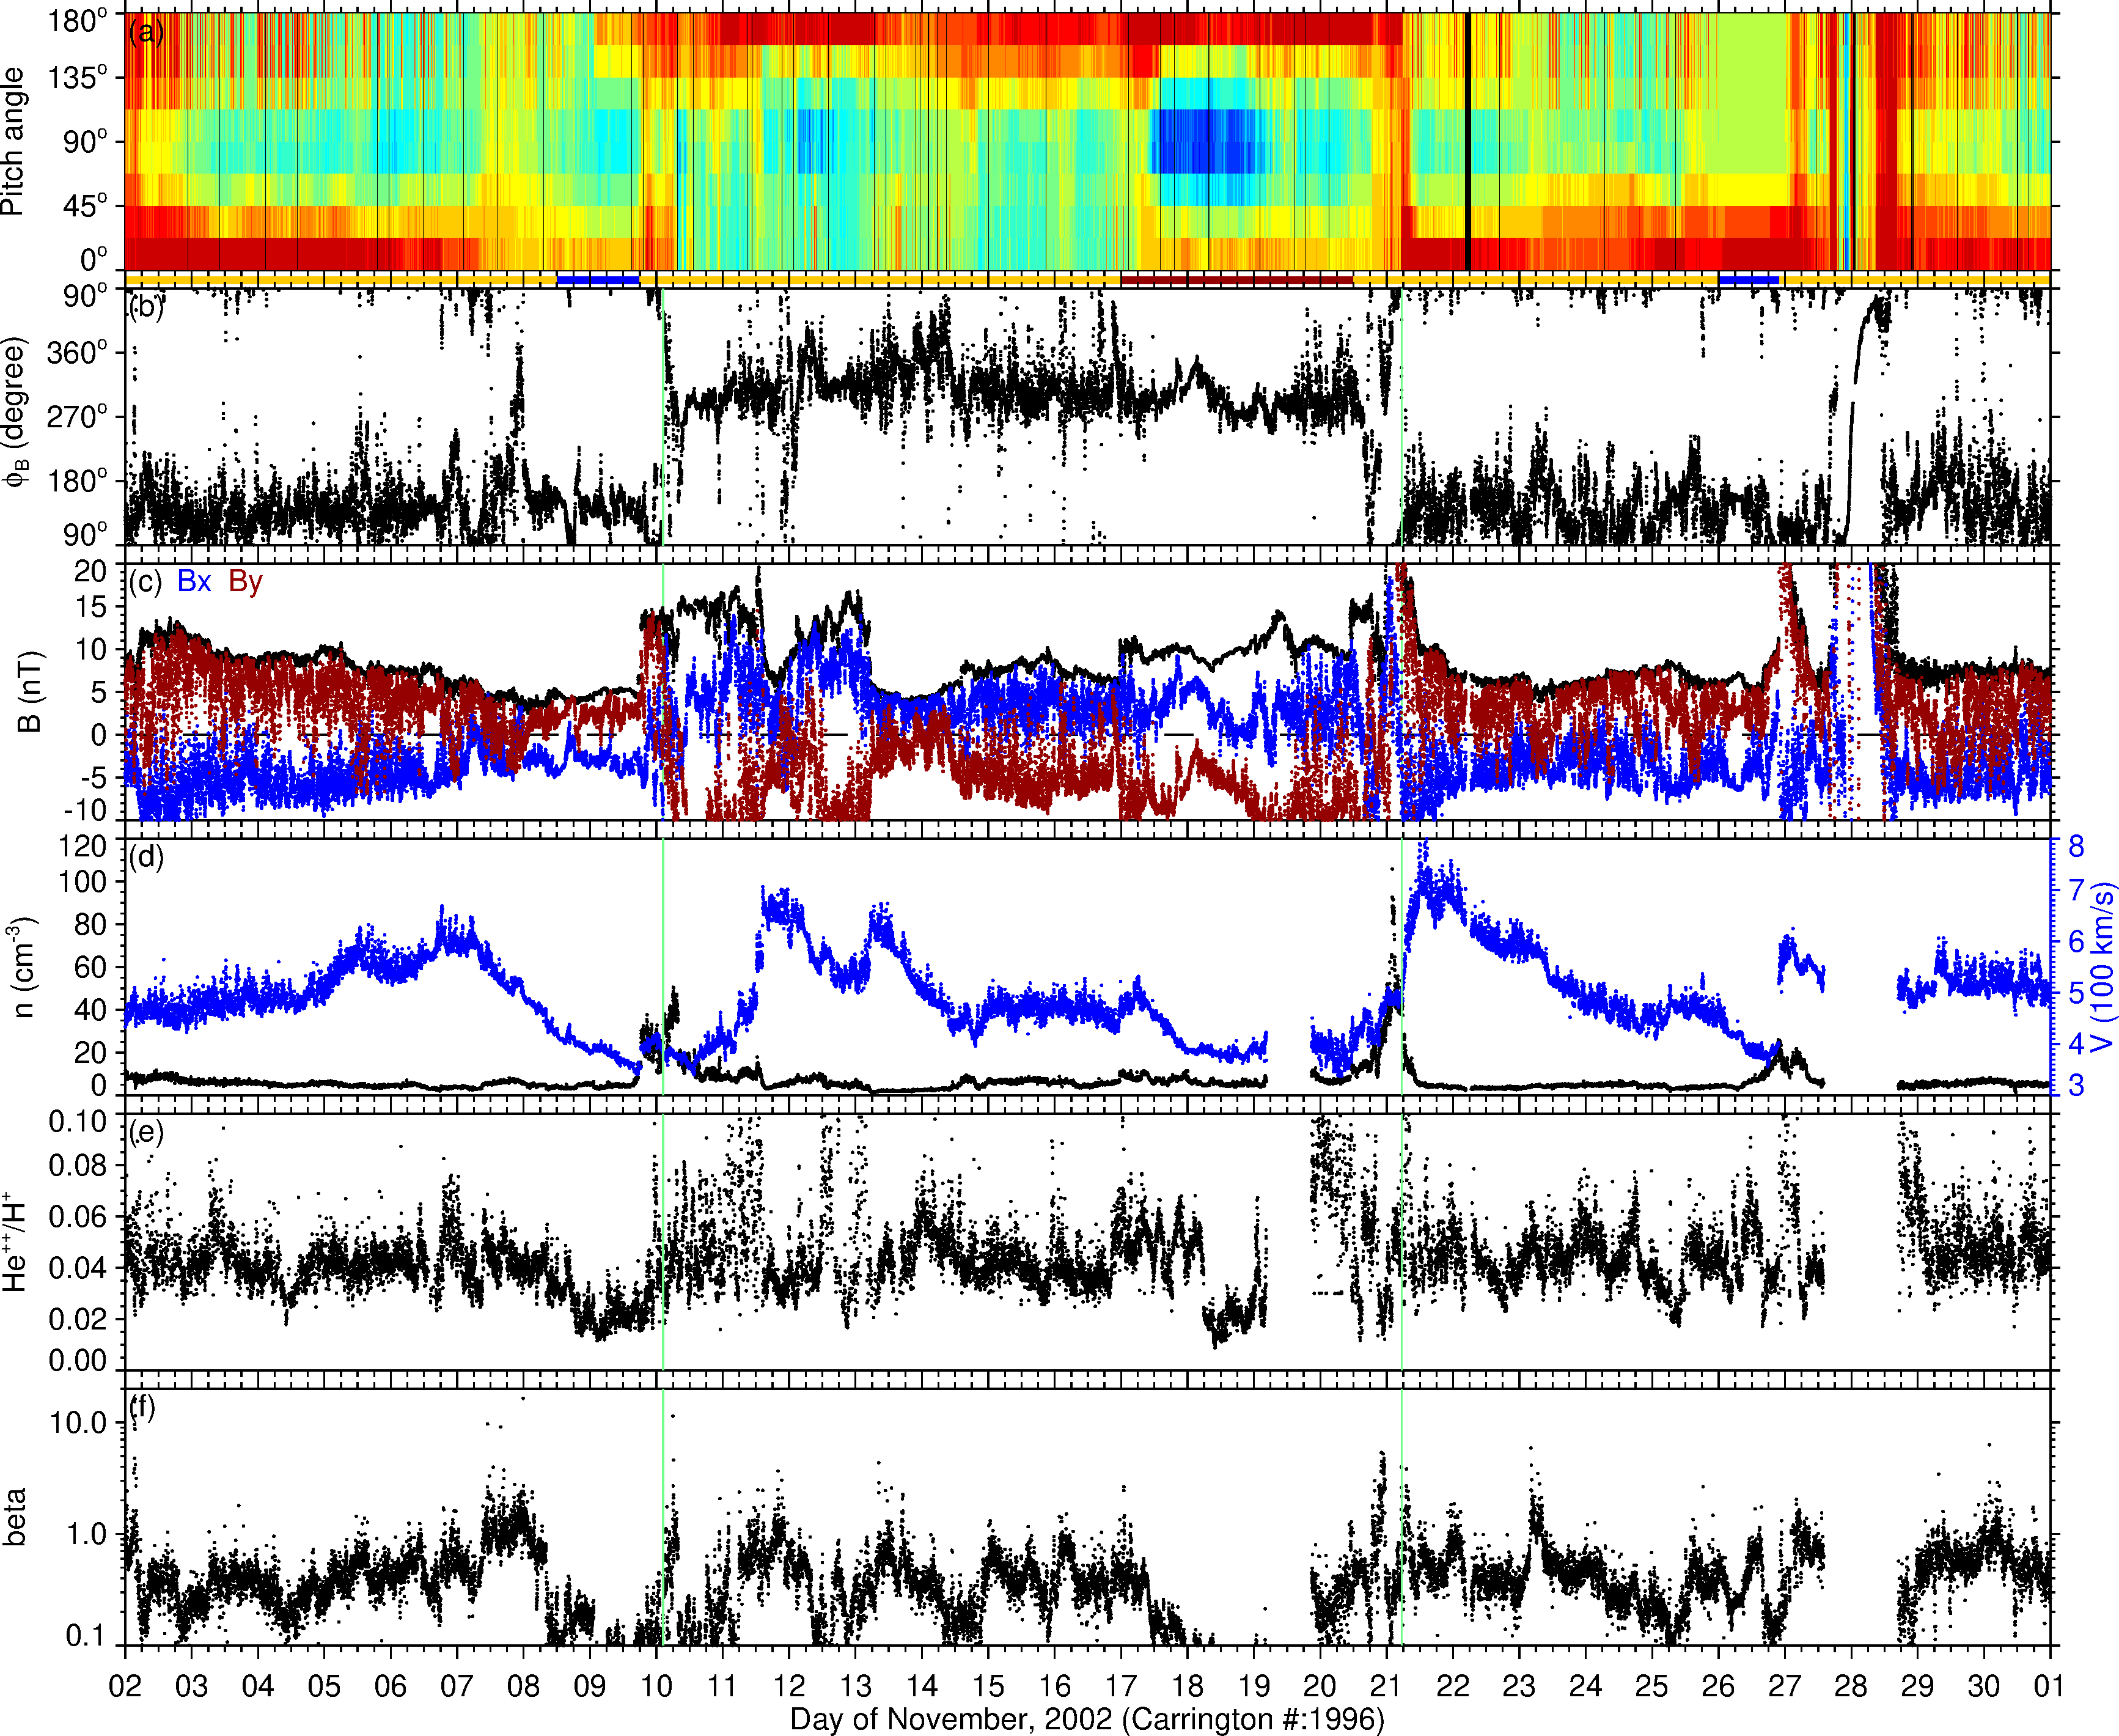 (a)
180°
135°
90°
45°
0°
Pitch angle
(b)
90°
360°
270°
180°
90°
ϕB (degree)
(c) Bx By
20
15
10
5
0
-5
-10
B (nT)
(d)
120
100
80
60
40
20
0
n (cm-3)
8
7
6
5
4
3
V (100 km/s)
(e)
0.10
0.08
0.06
0.04
0.02
0.00
He++/H+
(f)
10.0
1.0
0.1
beta
02 03 04 05 06 07 08 09 10 11 12 13 14 15 16 17 18 19 20 21 22 23 24 25 26 27 28 29 30 01
Day of November, 2002 (Carrington #:1996)